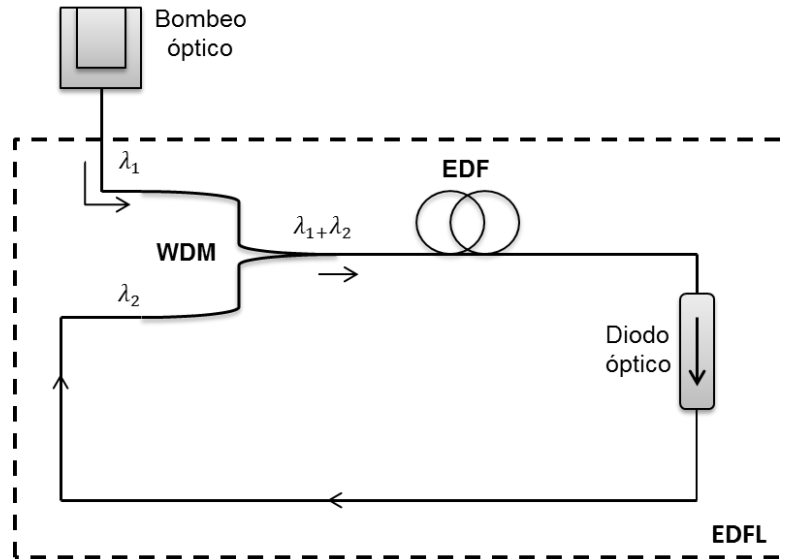 Bombeo
óptico
λ₁
EDF
λ₁₊λ₂
WDM
λ₂
Diodo
óptico
EDFL